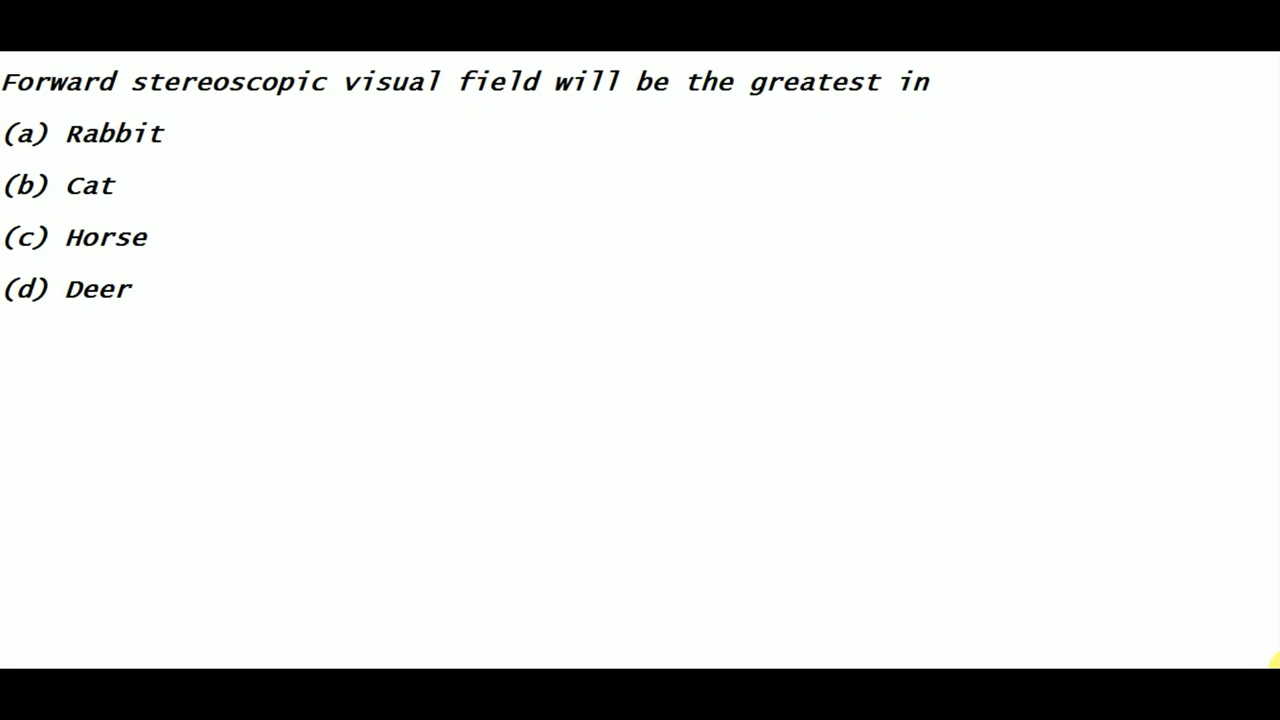 Forward stereoscopic visual field will be the greatest in
(a) Rabbit
(b) Cat
(c) Horse
(d) Deer